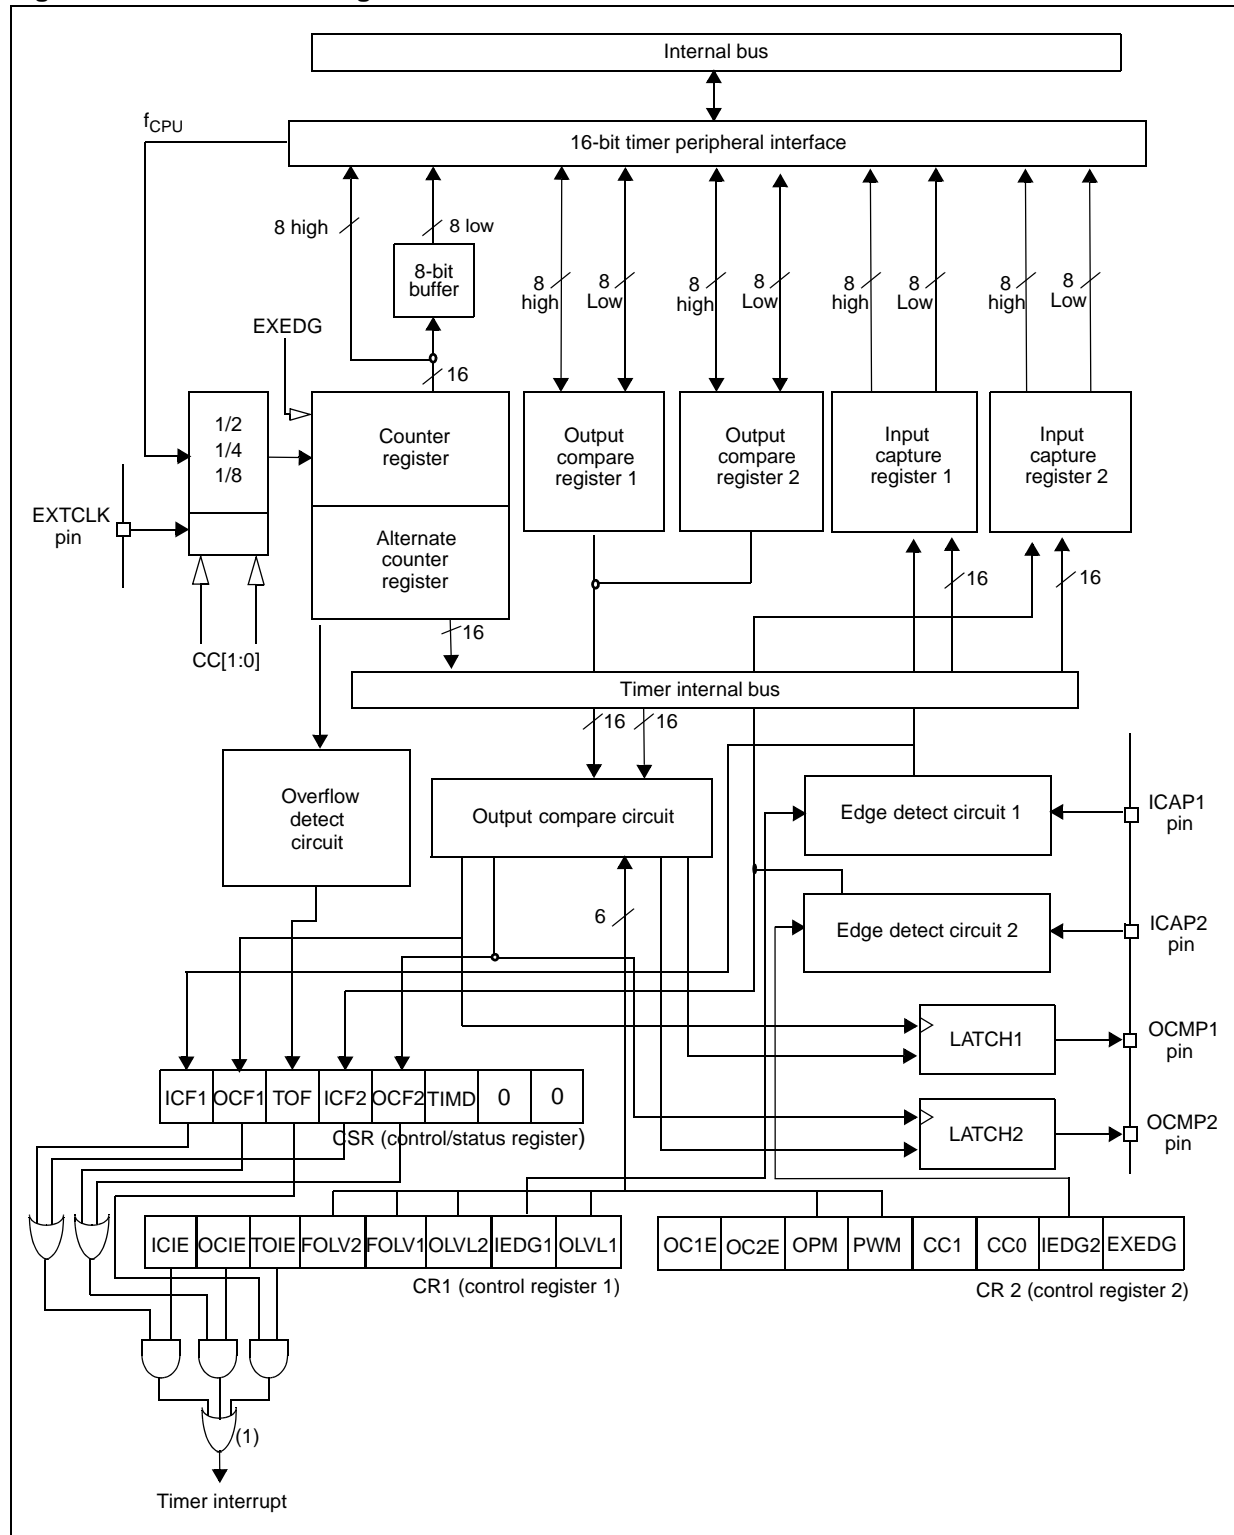 Internal bus
fCPU
16-bit timer peripheral interface
8 high
8 low
8-bit
buffer
8
high
8
Low
8
high
8
Low
8
high
8
Low
8
high
8
Low
EXEDG
16
1/2
1/4
1/8
Counter
register
Output
compare
register 1
Output
compare
register 2
Input
capture
register 1
Input
capture
register 2
EXTCLK
pin
Alternate
counter
register
16
16
16
CC[1:0]
Timer internal bus
16
16
Overflow
detect
circuit
Output compare circuit
Edge detect circuit 1
ICAP1
pin
6
Edge detect circuit 2
ICAP2
pin
LATCH1
OCMP1
pin
ICF1 OCF1 TOF ICF2 OCF2 TIMD 0 0
CSR (control/status register)
LATCH2
OCMP2
pin
ICIE OCIE TOIE FOLV2 FOLV1 OLVL2 IEDG1 OLVL1
CR1 (control register 1)
OC1E OC2E OPM PWM CC1 CC0 IEDG2 EXEDG
CR 2 (control register 2)
(1)
Timer interrupt